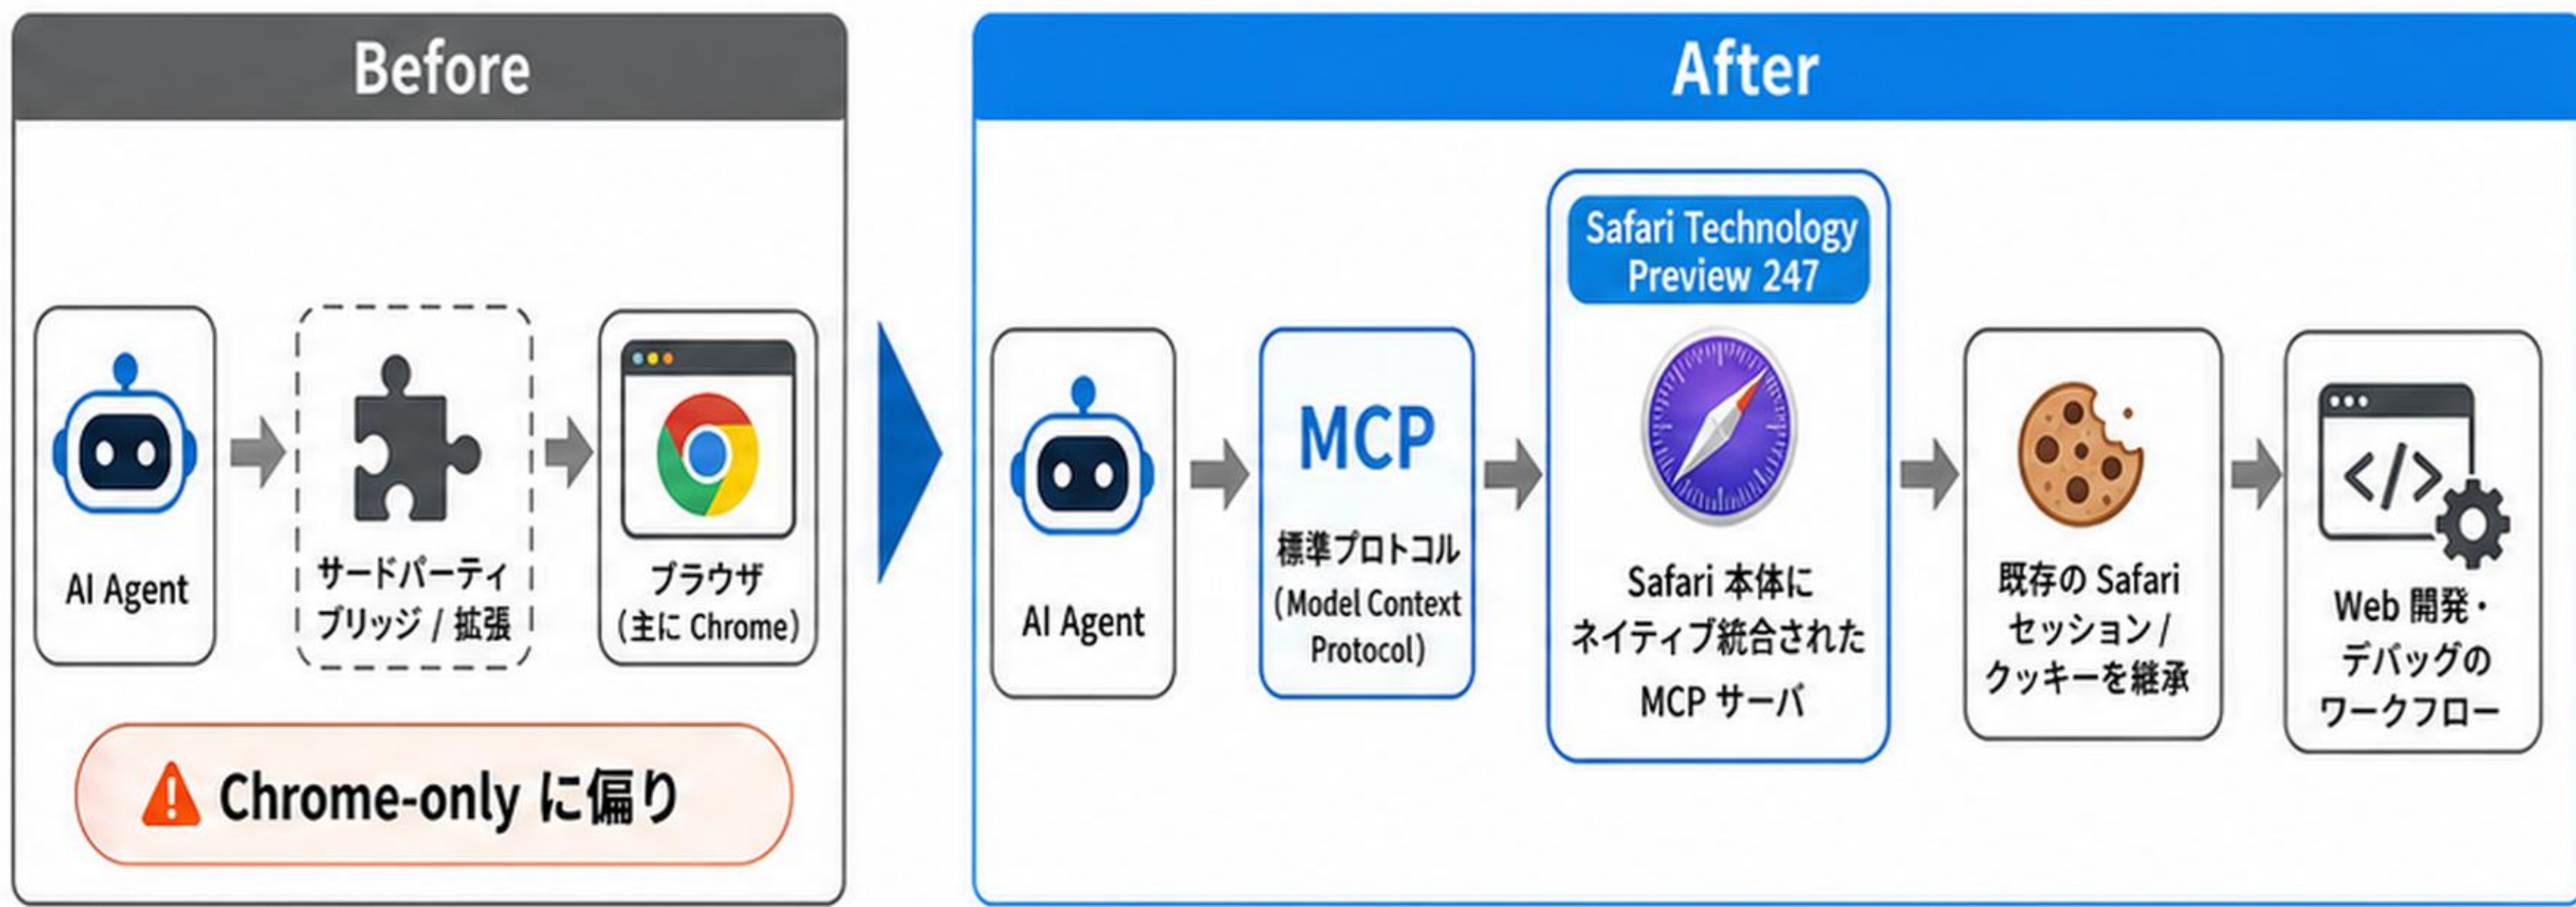 Before
AI Agent
サードパーティ
ブリッジ / 拡張
ブラウザ
(主に Chrome)
Chrome-only に偏り
After
AI Agent
MCP
標準プロトコル
(Model Context
Protocol)
Safari Technology
Preview 247
Safari 本体に
ネイティブ統合された
MCP サーバ
既存の Safari
セッション /
クッキーを継承
</>
Web 開発・
デバッグの
ワークフロー